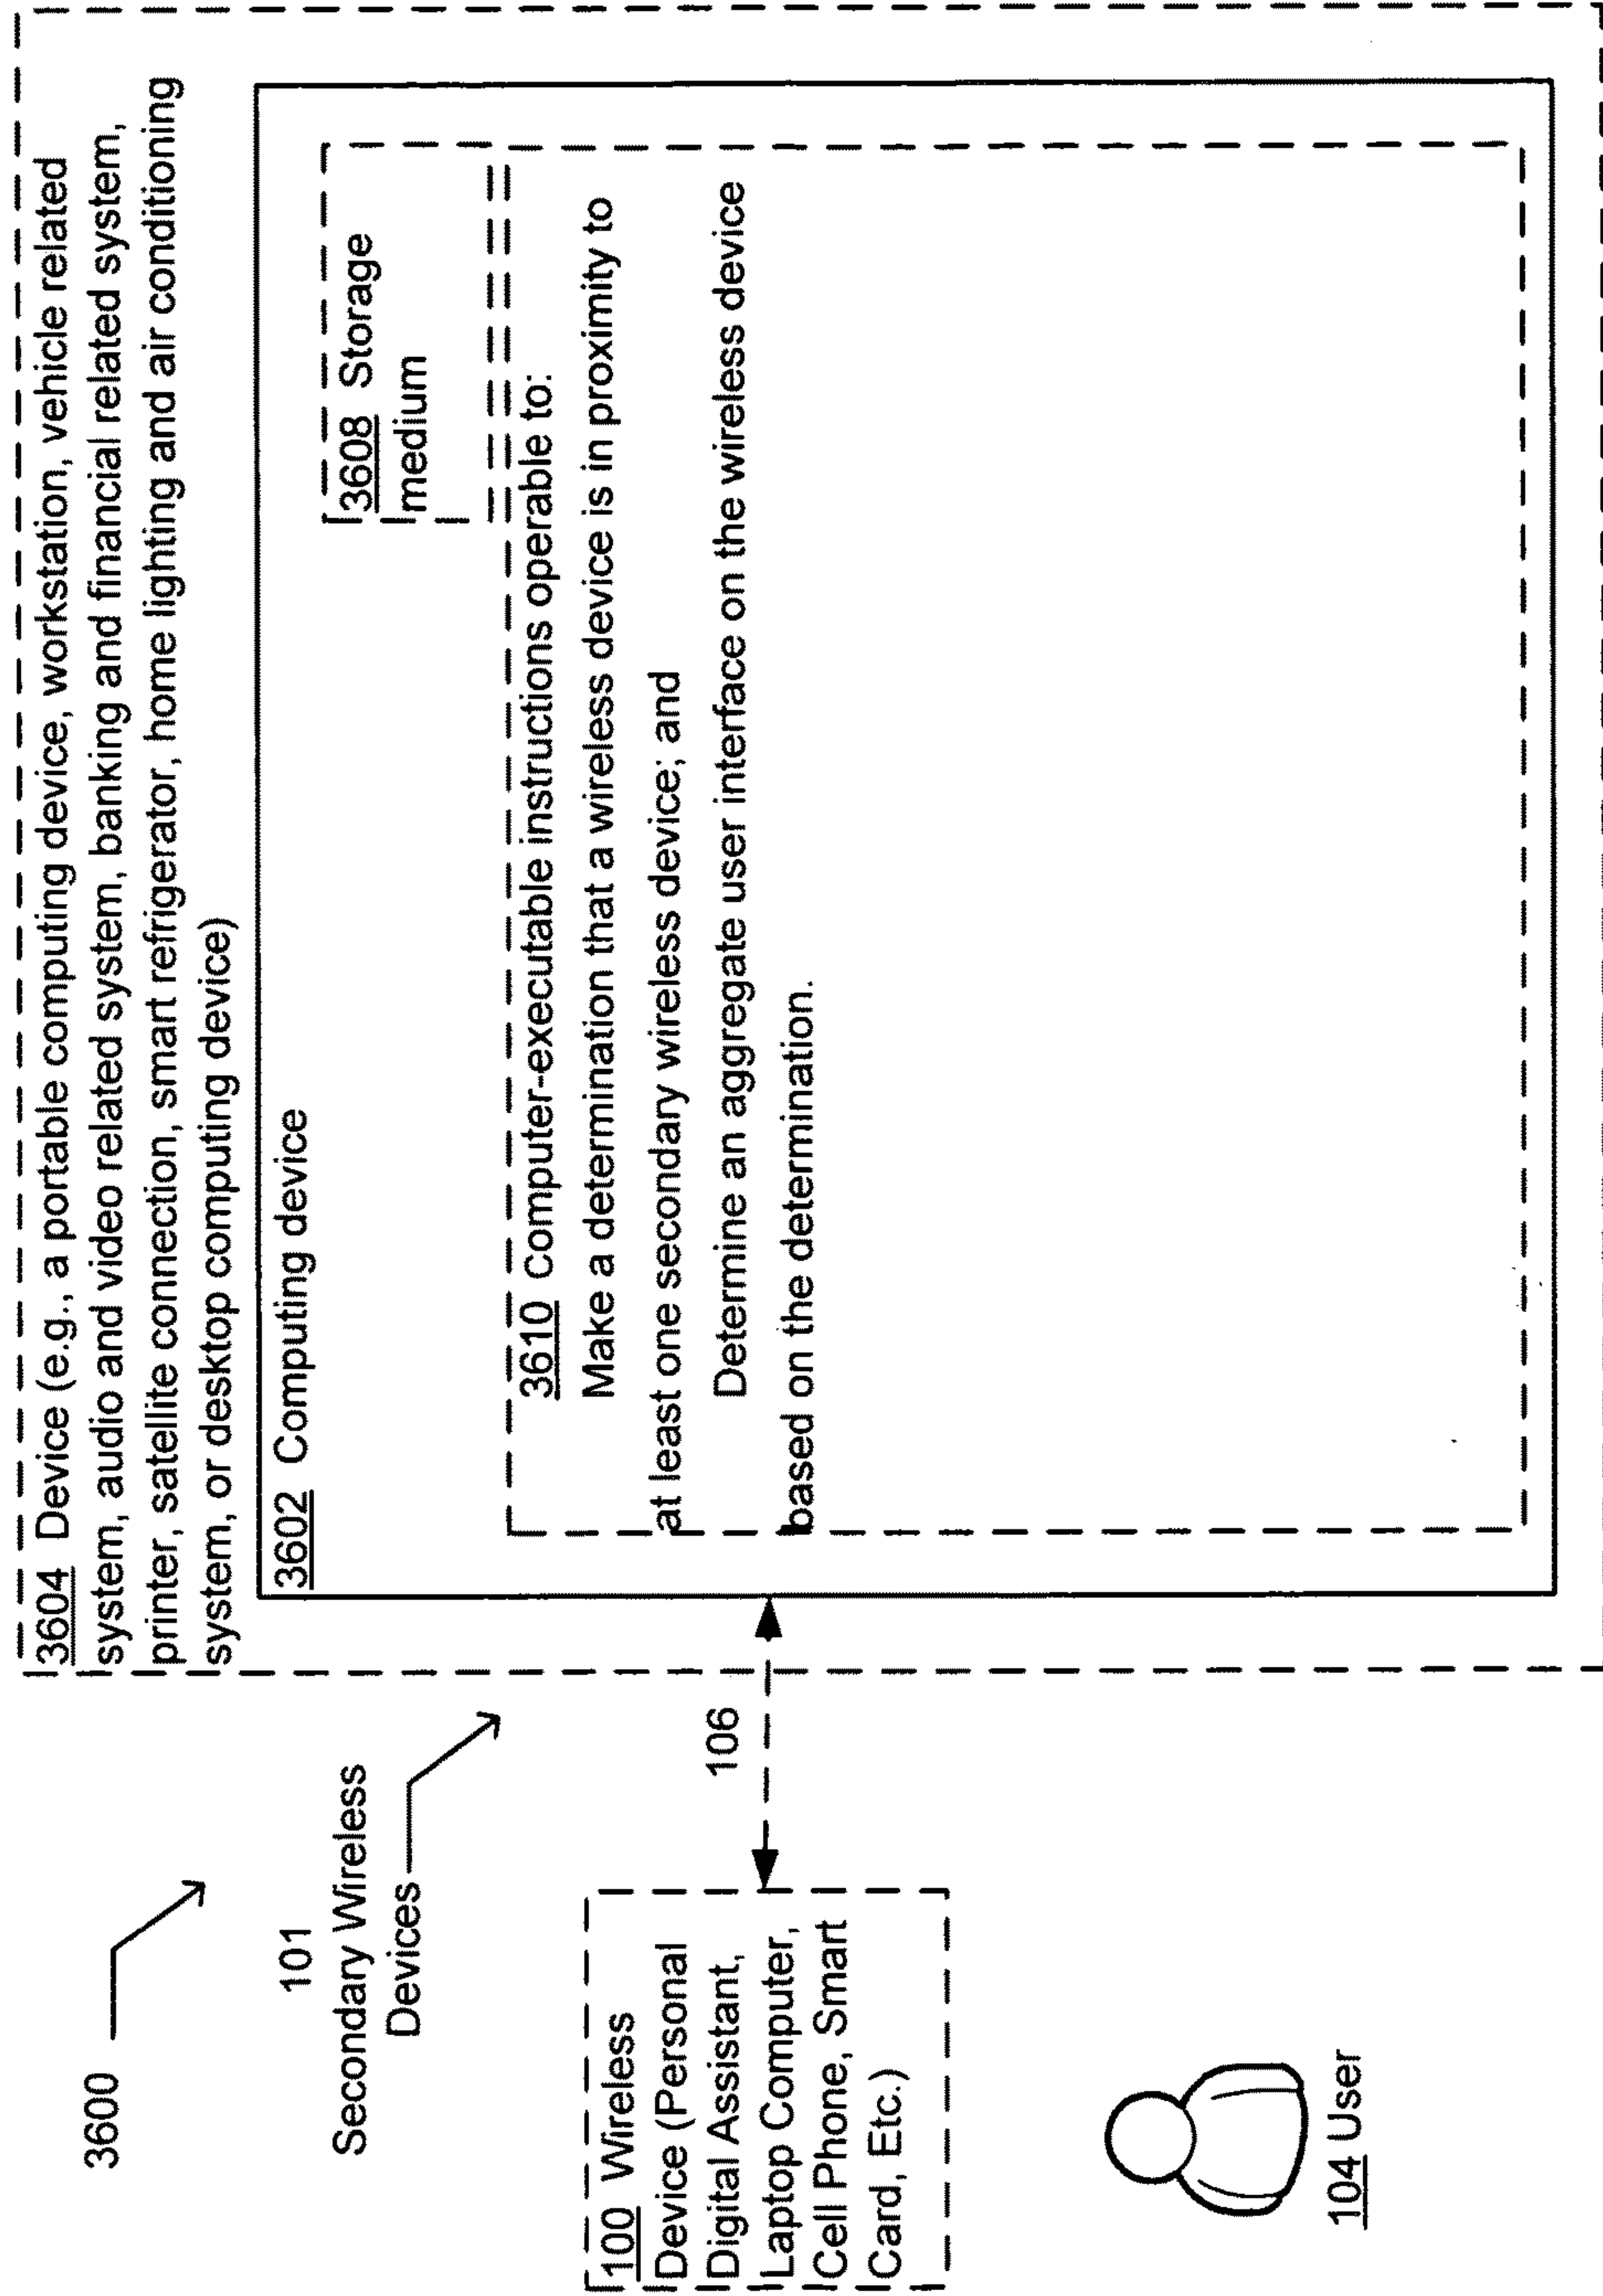 3600
101
Secondary Wireless
Devices
100 Wireless
Device (Personal
Digital Assistant,
Laptop Computer,
Cell Phone, Smart
Card, Etc.)
104 User
106
3604 Device (e.g., a portable computing device, workstation, vehicle related
system, audio and video related system, banking and financial related system,
printer, satellite connection, smart refrigerator, home lighting and air conditioning
system, or desktop computing device)
3602 Computing device
3608 Storage
medium
3610 Computer-executable instructions operable to:
Make a determination that a wireless device is in proximity to
at least one secondary wireless device; and
Determine an aggregate user interface on the wireless device
based on the determination.